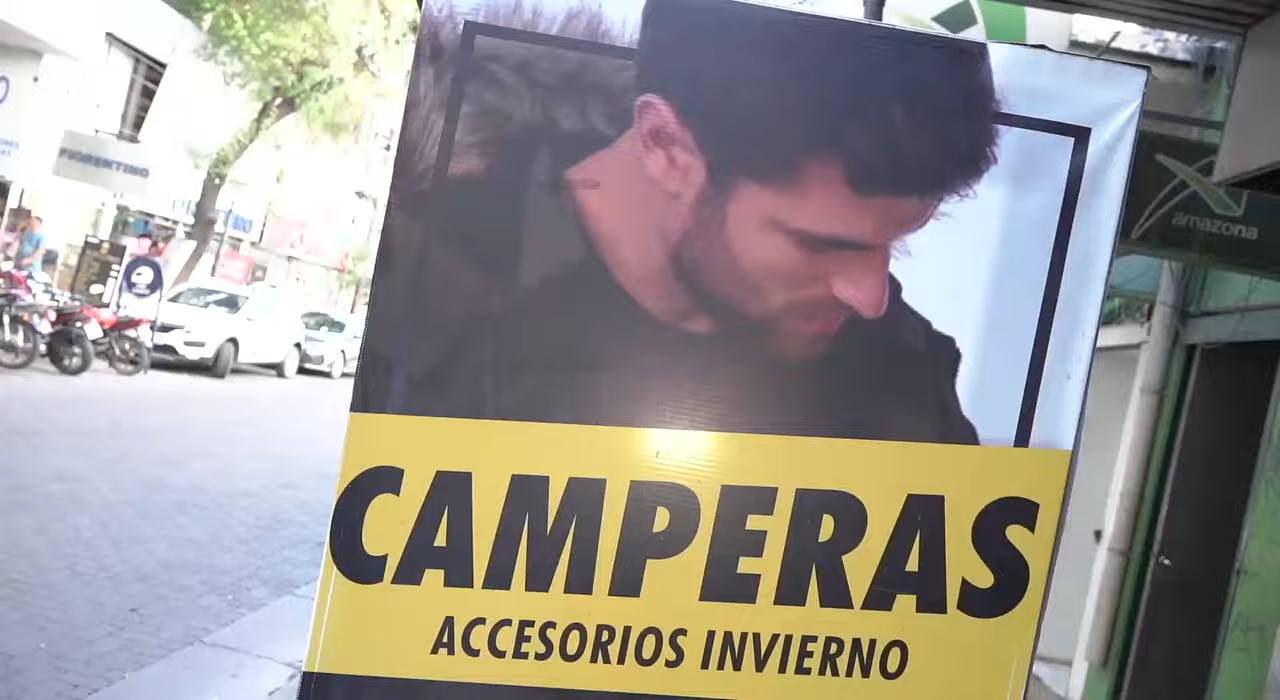 FIORENTINO
amazona
CAMPERAS
ACCESORIOS INVIERNO